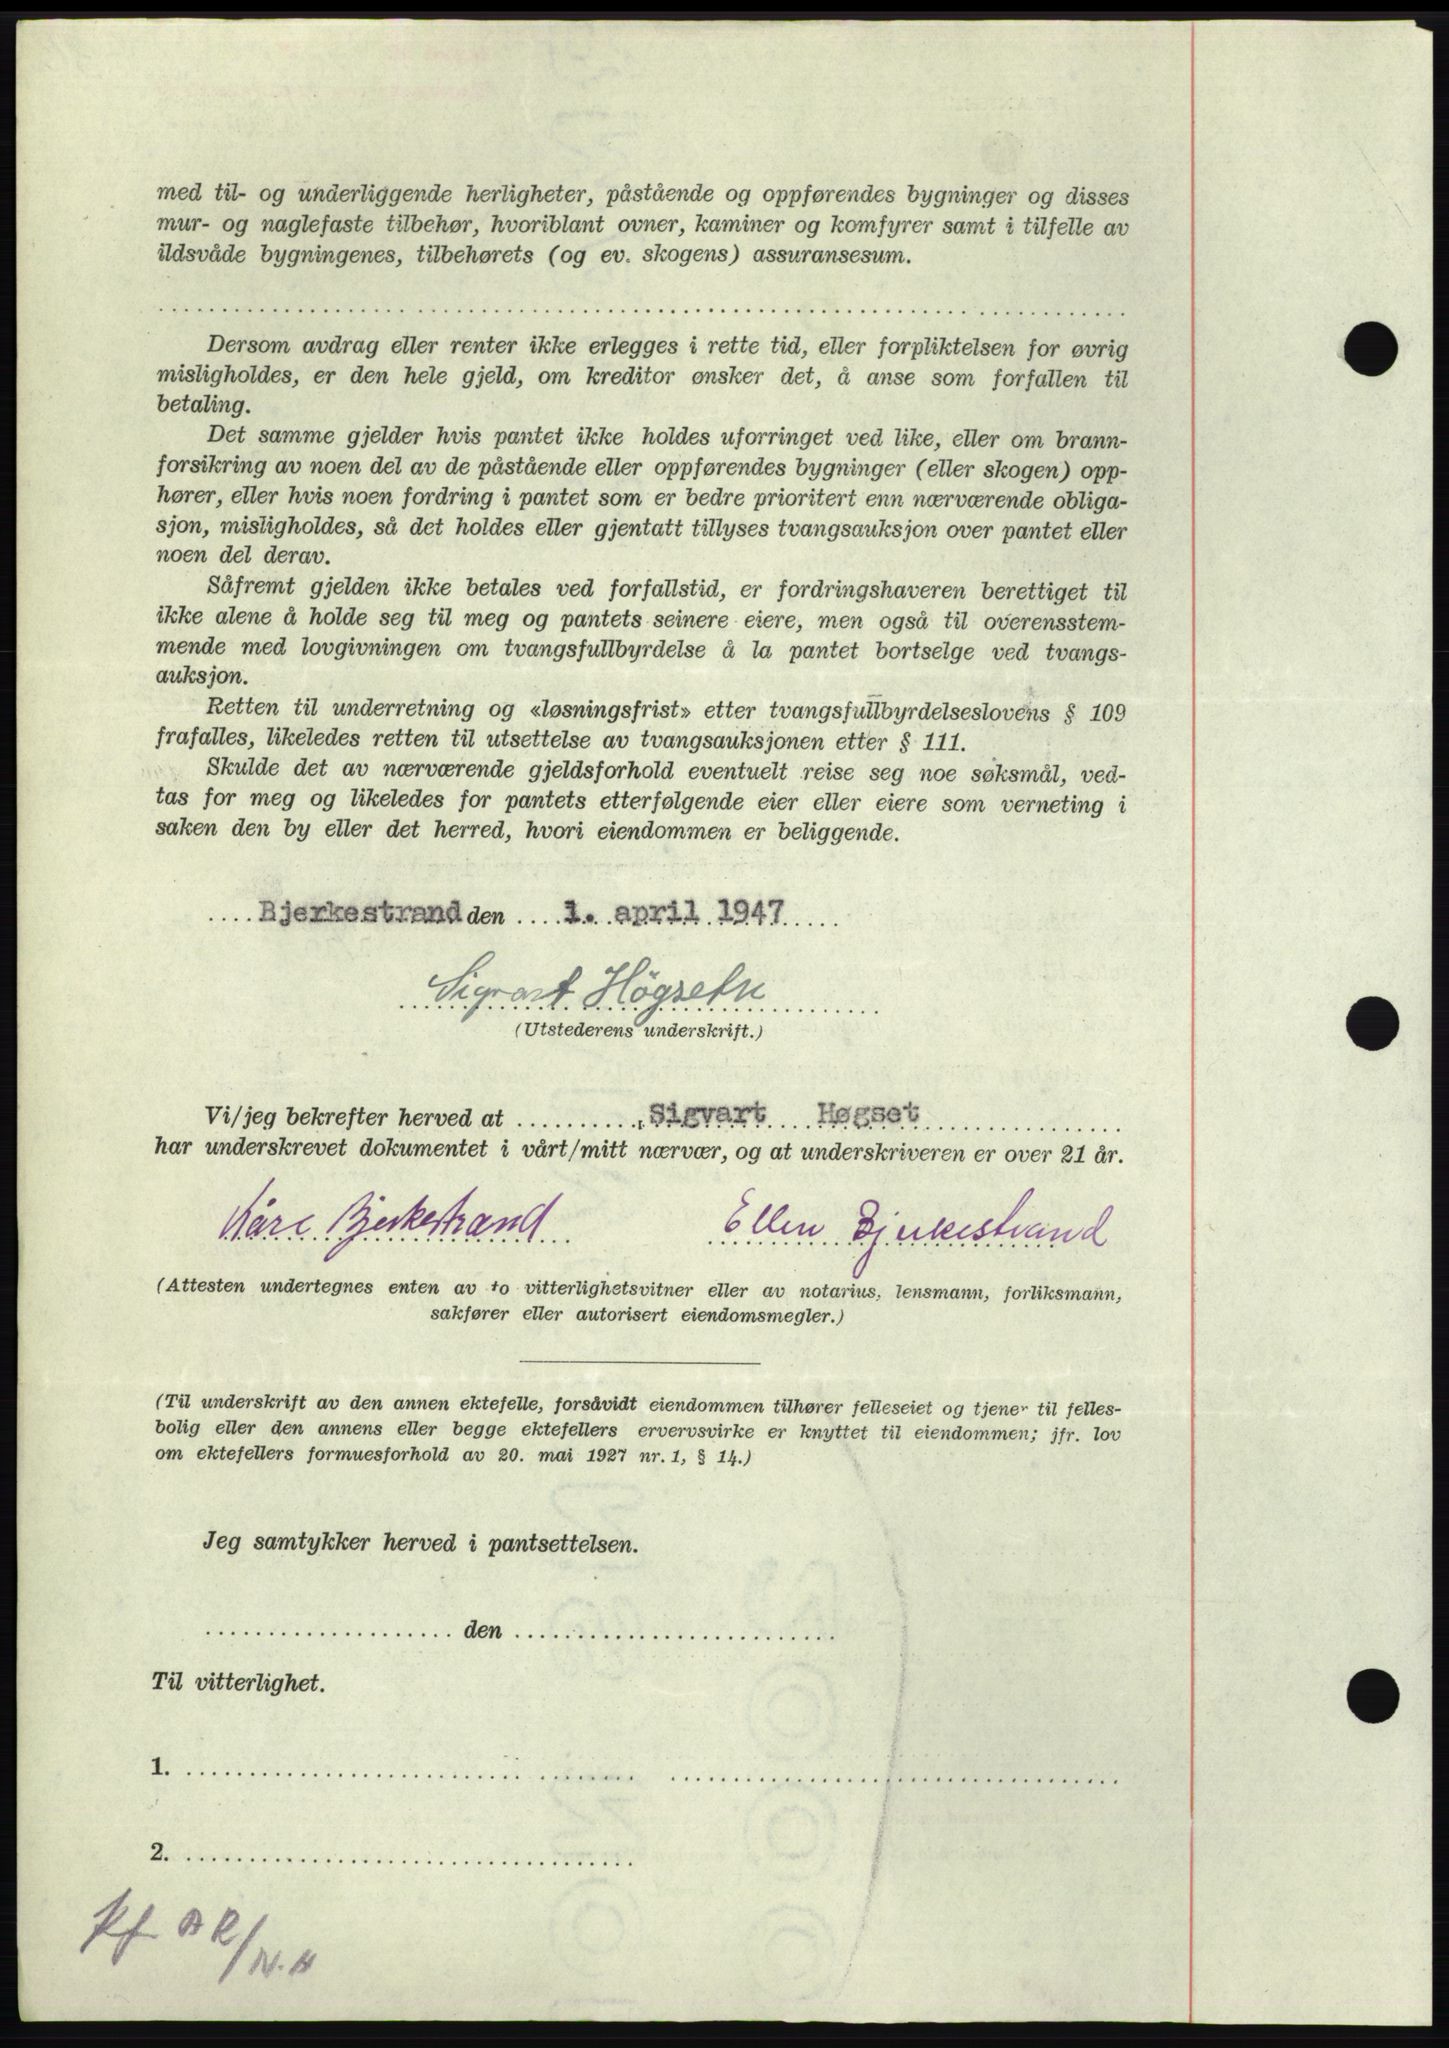 med til- og underliggende herligheter, påstående og oppførendes bygninger og disses
mur- og naglefaste tilbehør, hvoriblant ovner, kaminer og komfyrer samt i tilfelle av
ildsvåde bygningenes, tilbehørets (og ev. skogens) assuransesum.
Dersom avdrag eller renter ikke erlegges i rette tid, eller forpliktelsen for øvrig
misligholdes, er den hele gjeld, om kreditor ønsker det, å anse som forfallen til
betaling.
Det samme gjelder hvis pantet ikke holdes uforringet ved like, eller om brann-
forsikring av noen del av de påstående eller oppførendes bygninger (eller skogen) opp-
hører, eller hvis noen fordring i pantet som er bedre prioritert enn nærværende obliga-
sjon, misligholdes, så det holdes eller gjentatt tillyses tvangsauksjon over pantet eller
noen del derav.
Såfremt gjelden ikke betales ved forfallstid, er fordringshaveren berettiget til
ikke alene å holde seg til meg og pantets seinere eiere, men også til overensstem-
mende med lovgivningen om tvangsfullbyrdelse å la pantet bortselge ved tvangs-
auksjon.
Retten til underretning og «løsningsfrist» etter tvangsfullbyrdelseslovens § 109
frafalles, likeledes retten til utsettelse av tvangsauksjonen etter § 111.
Skulde det av nærværende gjeldsforhold eventuelt reise seg noe søksmål, ved-
tas for meg og likeledes for pantets etterfølgende eier eller eiere som verneting i
saken den by eller det herred, hvori eiendommen er beliggende.
.... Bjerkestrand den .... 1. april 1947 .....
Sigvart Högseth
(Utstederens underskrift.)
Vi/jeg bekrefter herved at .......... Sigvart Høgset ..........
har underskrevet dokumentet i vårt/mitt nærvær, og at underskriveren er over 21 år.
Kåre Bjerkestrand Ellen Bjerkestrand
(Attesten undertegnes enten av to vitterlighetsvitner eller av notarius, lensmann, forliksmann,
sakfører eller autorisert eiendomsmegler.)
(Til underskrift av den annen ektefelle, forsåvidt eiendommen tilhører felleseiet og tjener til felles-
bolig eller den annens eller begge ektefellers ervervsvirke er knyttet til eiendommen; jfr. lov
om ektefellers formuesforhold av 20. mai 1927 nr. 1, § 14.)
Jeg samtykker herved i pantsettelsen.
.................... den ..........................
Til vitterlighet.
1. ....................
2. ....................